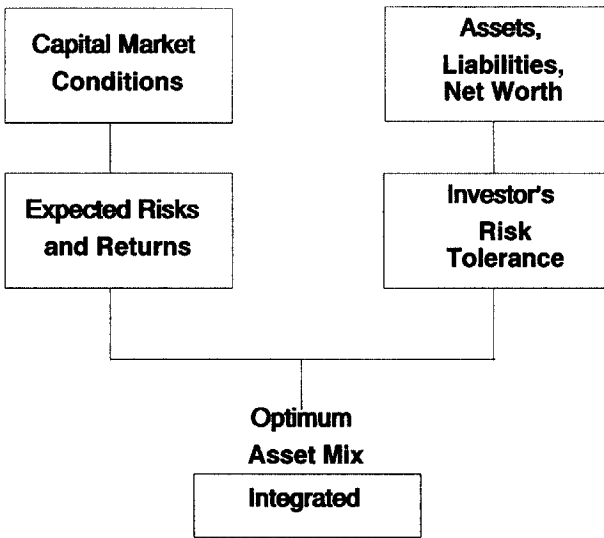 Capital Market
Conditions
Assets,
Liabilities,
Net Worth
Expected Risks
and Returns
Investor's
Risk
Tolerance
Optimum
Asset Mix
Integrated